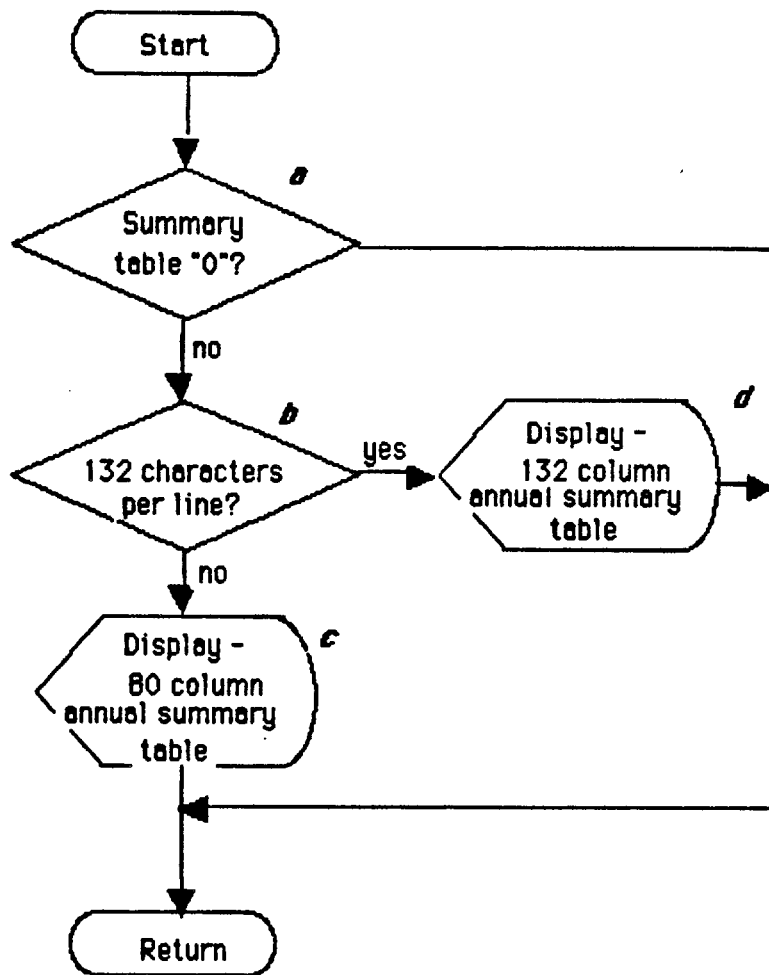 Start
a
Summary
table "0"?
no
b
132 characters
per line?
yes
d
Display -
132 column
annual summary
table
no
c
Display -
80 column
annual summary
table
Return